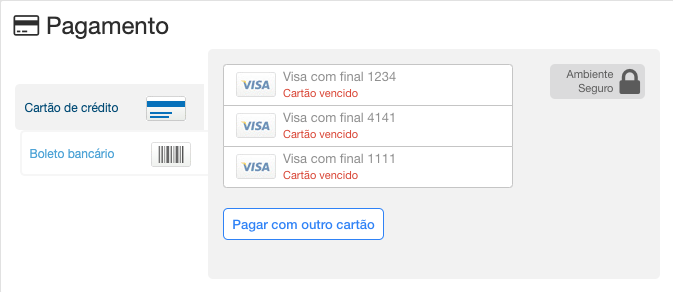 Pagamento
Cartão de crédito
Boleto bancário
VISA Visa com final 1234
Cartão vencido
VISA Visa com final 4141
Cartão vencido
VISA Visa com final 1111
Cartão vencido
Pagar com outro cartão
Ambiente
Seguro